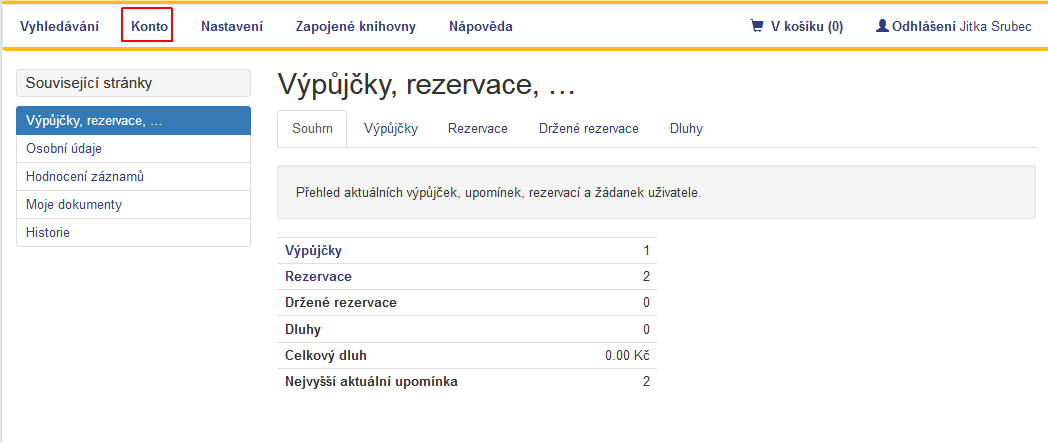 Vyhledávání Konto Nastavení Zapojené knihovny Nápověda V košíku (0) Odhlášení Jitka Srubec
Související stránky
Výpůjčky, rezervace, …
Osobní údaje
Hodnocení záznamů
Moje dokumenty
Historie
Výpůjčky, rezervace, …
Souhrn Výpůjčky Rezervace Držené rezervace Dluhy
Přehled aktuálních výpůjček, upomínek, rezervací a žádanek uživatele.
Výpůjčky 1
Rezervace 2
Držené rezervace 0
Dluhy 0
Celkový dluh 0.00 Kč
Nejvyšší aktuální upomínka 2